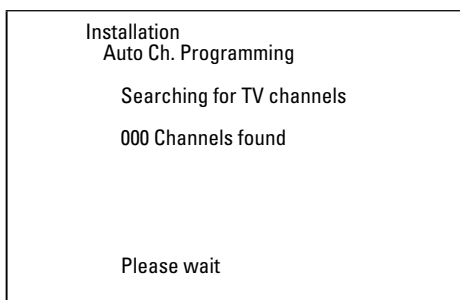 Installation
Auto Ch. Programming
Searching for TV channels
000 Channels found
Please wait